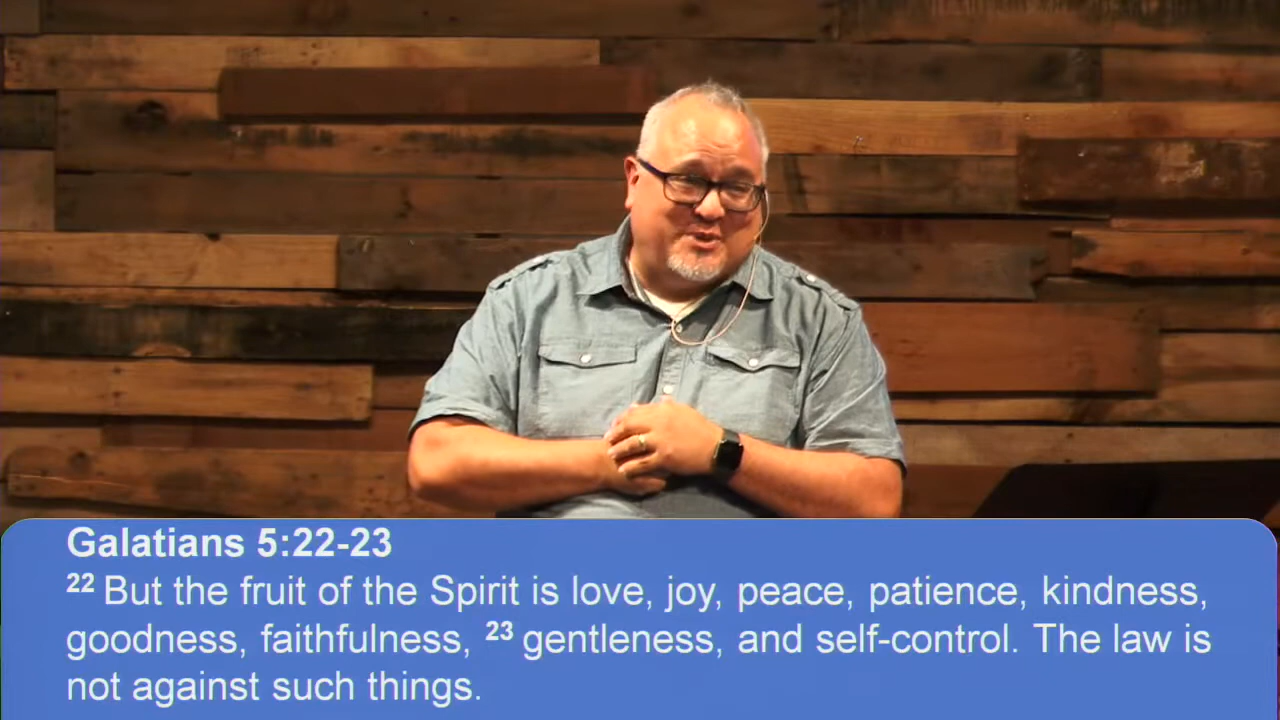 Galatians 5:22-23
22 But the fruit of the Spirit is love, joy, peace, patience, kindness,
goodness, faithfulness, 23 gentleness, and self-control. The law is
not against such things.